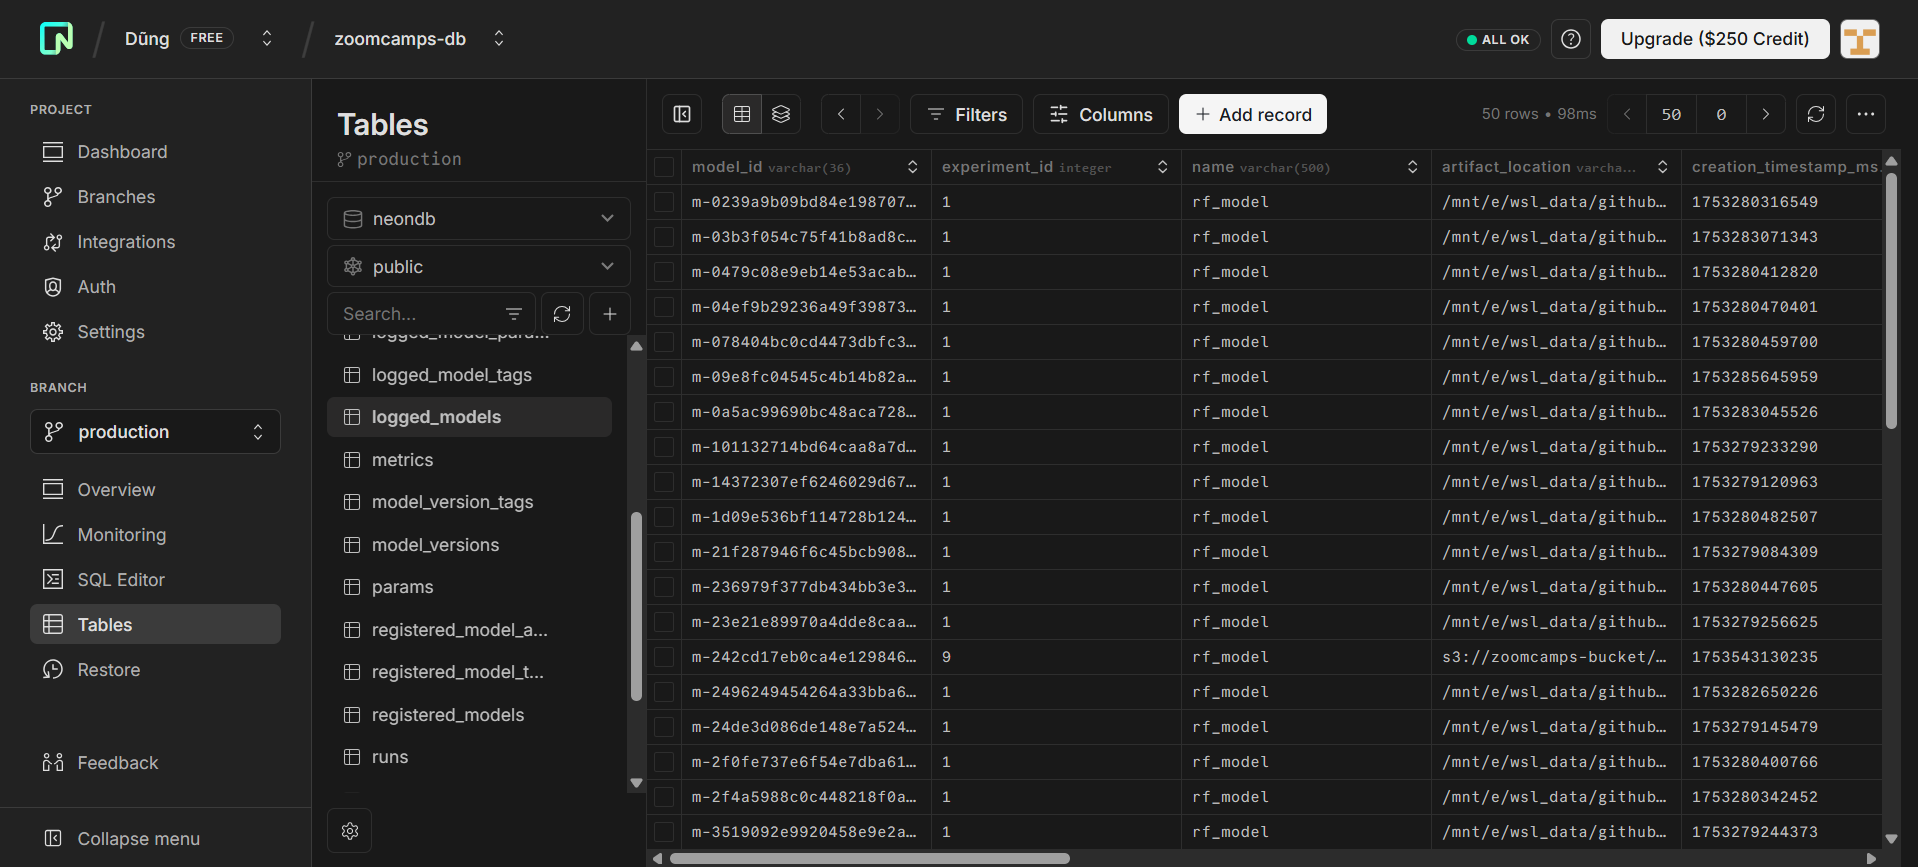 Dũng FREE
zoomcamps-db
ALL OK
Upgrade ($250 Credit)
PROJECT
Dashboard
Branches
Integrations
Auth
Settings
BRANCH
production
Overview
Monitoring
SQL Editor
Tables
Restore
Feedback
Collapse menu
Tables
production
neondb
public
Search...
logged_model_para...
logged_model_tags
logged_models
metrics
model_version_tags
model_versions
params
registered_model_a...
registered_model_t...
registered_models
runs
Filters
Columns
Add record
50 rows • 98ms
50
0
model_id varchar(36) experiment_id integer name varchar(500) artifact_location varcha... creation_timestamp_ms.
m-0239a9b09bd84e198707… 1 rf_model /mnt/e/wsl_data/github… 1753280316549
m-03b3f054c75f41b8ad8c… 1 rf_model /mnt/e/wsl_data/github… 1753283071343
m-0479c08e9eb14e53acab… 1 rf_model /mnt/e/wsl_data/github… 1753280412820
m-04ef9b29236a49f39873… 1 rf_model /mnt/e/wsl_data/github… 1753280470401
m-078404bc0cd4473dbfc3… 1 rf_model /mnt/e/wsl_data/github… 1753280459700
m-09e8fc04545c4b14b82a… 1 rf_model /mnt/e/wsl_data/github… 1753285645959
m-0a5ac99690bc48aca728… 1 rf_model /mnt/e/wsl_data/github… 1753283045526
m-101132714bd64caa8a7d… 1 rf_model /mnt/e/wsl_data/github… 1753279233290
m-14372307ef6246029d67… 1 rf_model /mnt/e/wsl_data/github… 1753279120963
m-1d09e536bf114728b124… 1 rf_model /mnt/e/wsl_data/github… 1753280482507
m-21f287946f6c45bcb908… 1 rf_model /mnt/e/wsl_data/github… 1753279084309
m-236979f377db434bb3e3… 1 rf_model /mnt/e/wsl_data/github… 1753280447605
m-23e21e89970a4dde8caa… 1 rf_model /mnt/e/wsl_data/github… 1753279256625
m-242cd17eb0ca4e129846… 9 rf_model s3://zoomcamps-bucket/… 1753543130235
m-2496249454264a33bba6… 1 rf_model /mnt/e/wsl_data/github… 1753282650226
m-24de3d086de148e7a524… 1 rf_model /mnt/e/wsl_data/github… 1753279145479
m-2f0fe737e6f54e7dba61… 1 rf_model /mnt/e/wsl_data/github… 1753280400766
m-2f4a5988c0c448218f0a… 1 rf_model /mnt/e/wsl_data/github… 1753280342452
m-3519092e9920458e9e2a… 1 rf_model /mnt/e/wsl_data/github… 1753279244373